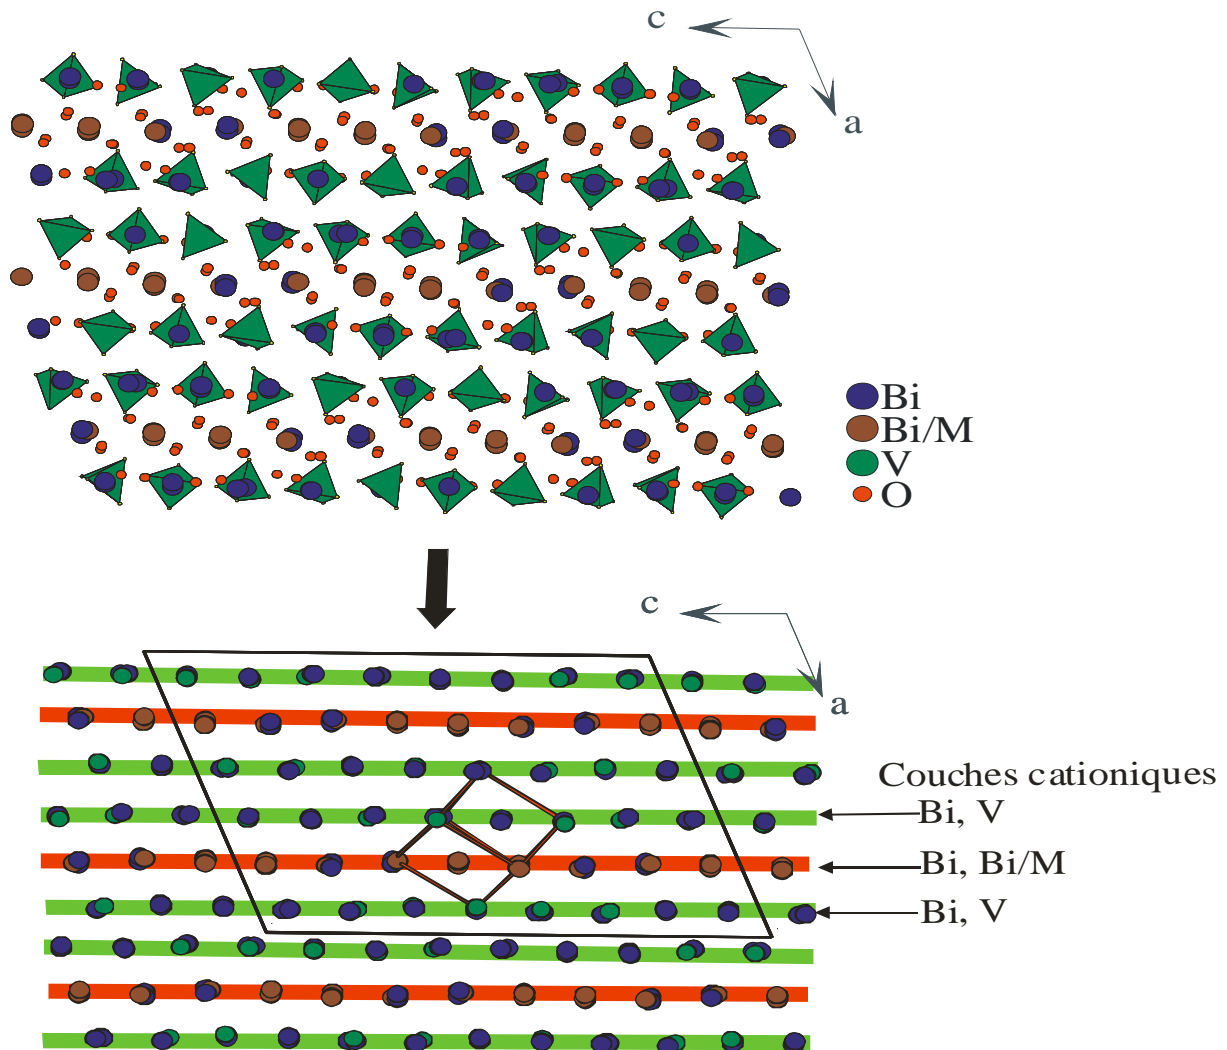 c
a
Bi
Bi/M
V
O
c
a
Couches cationiques
Bi, V
Bi, Bi/M
Bi, V